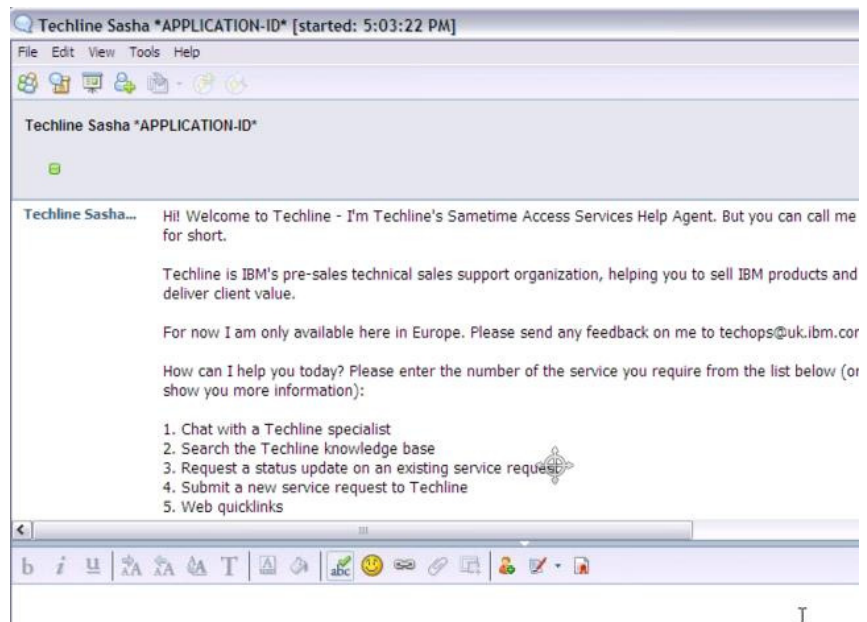 Techline Sasha *APPLICATION-ID* [started: 5:03:22 PM]
File Edit View Tools Help
Techline Sasha *APPLICATION-ID*
Techline Sasha... Hi! Welcome to Techline - I'm Techline's Sametime Access Services Help Agent. But you can call me
for short.
Techline is IBM's pre-sales technical sales support organization, helping you to sell IBM products and
deliver client value.
For now I am only available here in Europe. Please send any feedback on me to techops@uk.ibm.com
How can I help you today? Please enter the number of the service you require from the list below (or
show you more information):
1. Chat with a Techline specialist
2. Search the Techline knowledge base
3. Request a status update on an existing service request
4. Submit a new service request to Techline
5. Web quicklinks
b i u A A A T A abc